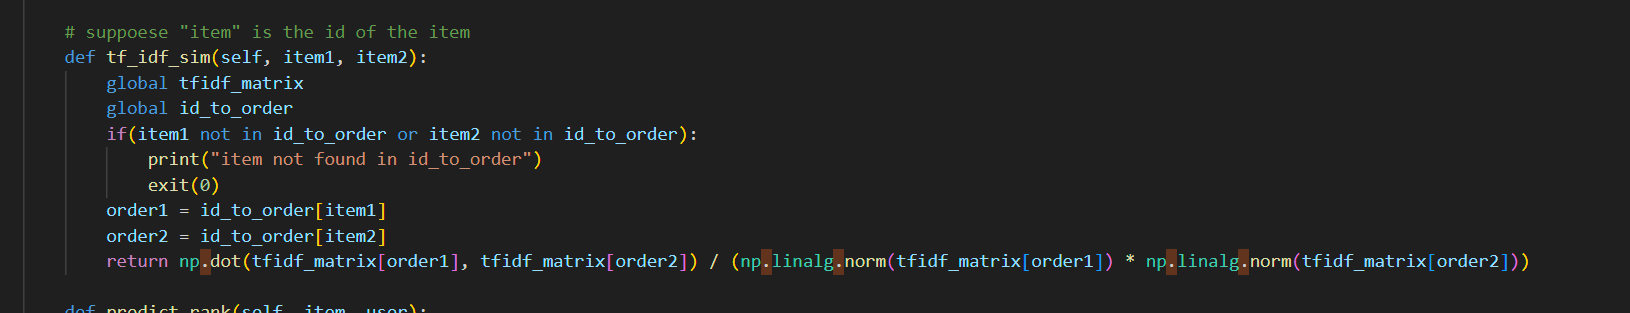 # suppoese "item" is the id of the item
def tf_idf_sim(self, item1, item2):
global tfidf_matrix
global id_to_order
if(item1 not in id_to_order or item2 not in id_to_order):
print("item not found in id_to_order")
exit(0)
order1 = id_to_order[item1]
order2 = id_to_order[item2]
return np.dot(tfidf_matrix[order1], tfidf_matrix[order2]) / (np.linalg.norm(tfidf_matrix[order1]) * np.linalg.norm(tfidf_matrix[order2]))
def predict_rank(self, item, user):